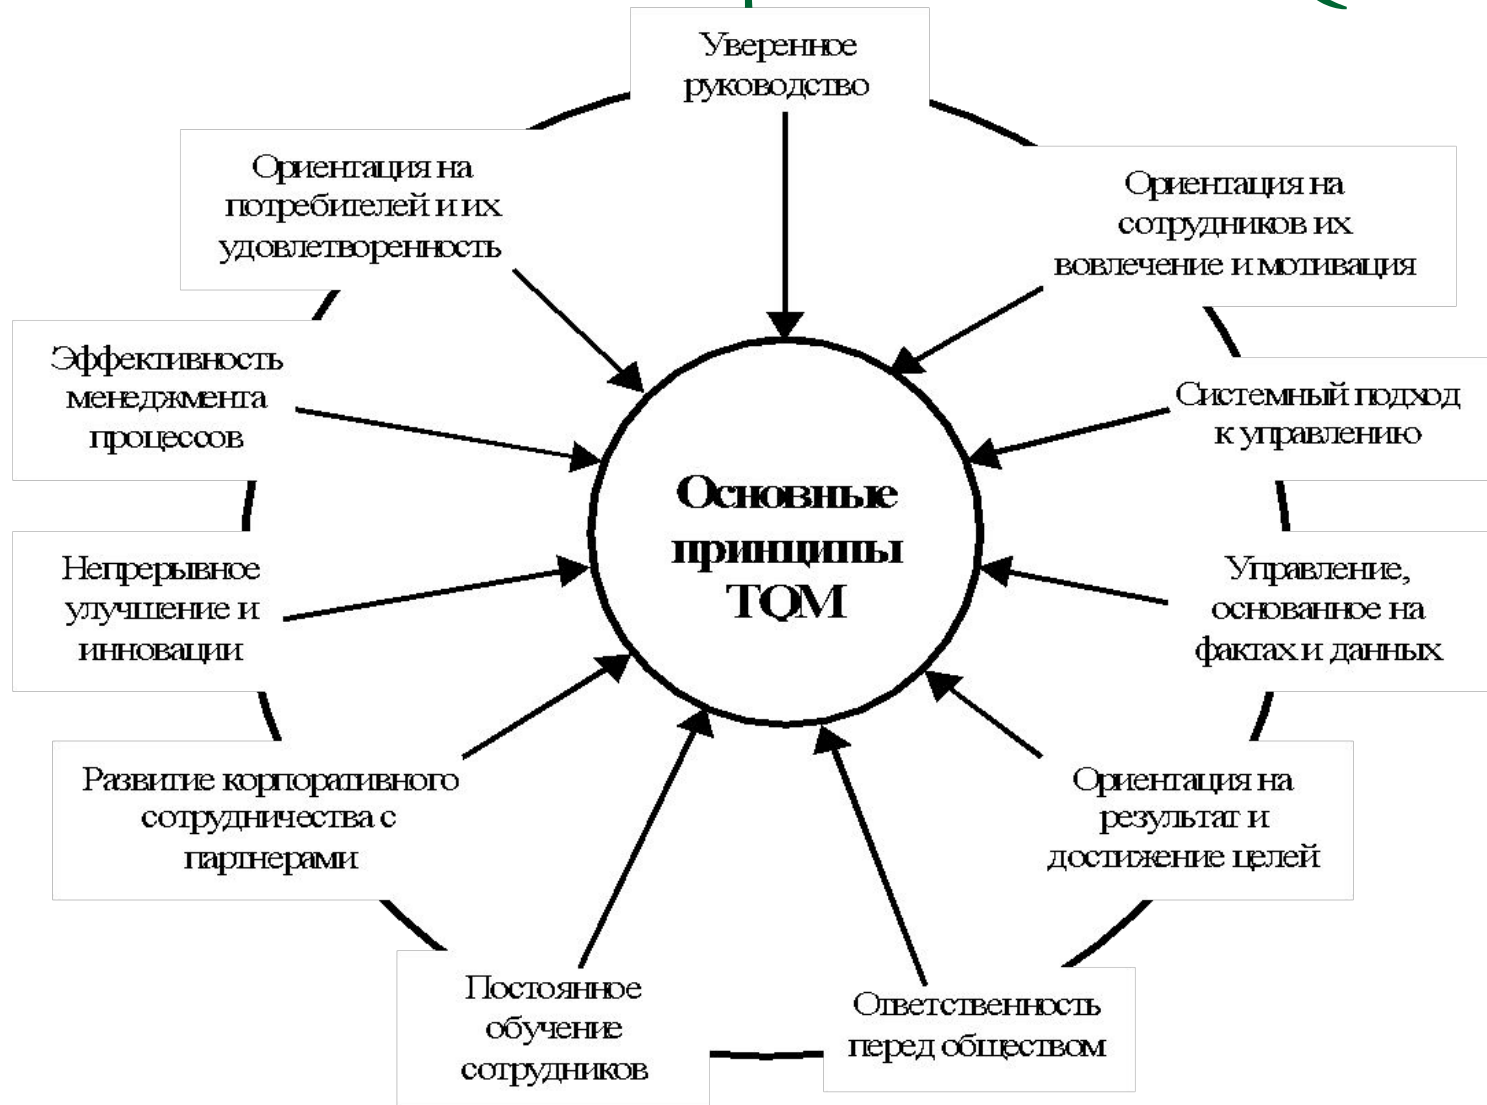 Уверенное
руководство
Ориентация на
потребителей и их
удовлетворенность
Ориентация на
сотрудников их
вовлечение и мотивация
Эффективность
менеджмента
процессов
Системный подход
к управлению
Основные
принципы
TQM
Непрерывное
улучшение и
инновации
Управление,
основанное на
фактах и данных
Развитие корпоративного
сотрудничества с
партнерами
Ориентация на
результат и
достижение целей
Постоянное
обучение
сотрудников
Ответственность
перед обществом